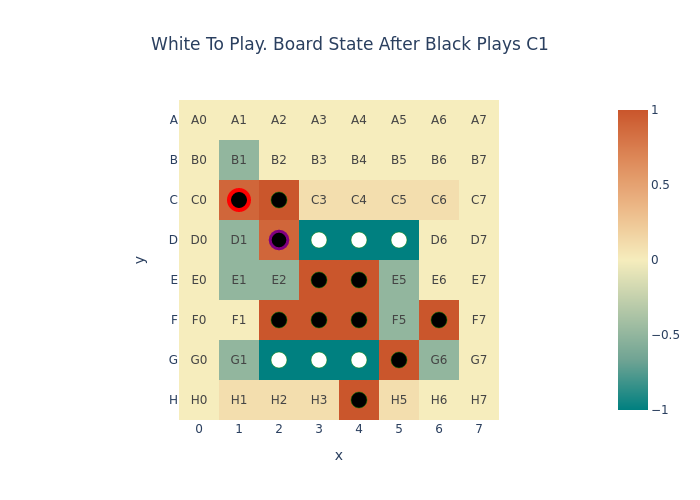 White To Play. Board State After Black Plays C1
A A0 A1 A2 A3 A4 A5 A6 A7
B B0 B1 B2 B3 B4 B5 B6 B7
C C0 C3 C4 C5 C6 C7
D D0 D1 D6 D7
E E0 E1 E2 E5 E6 E7
F F0 F1 F5 F7
G G0 G1 G6 G7
H H0 H1 H2 H3 H5 H6 H7
0 1 2 3 4 5 6 7
x
y
1
0.5
0
−0.5
−1